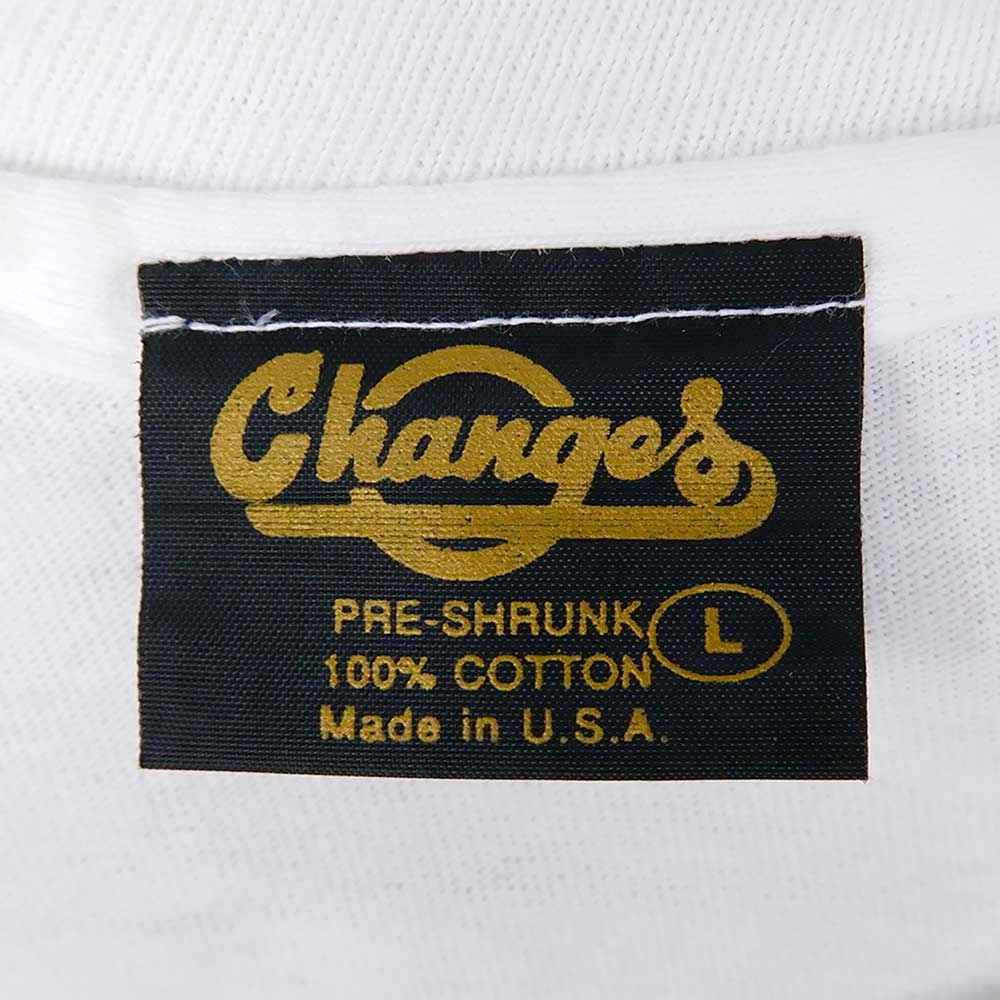 Changes
PRE-SHRUNK
100% COTTON
L
Made in U.S.A.